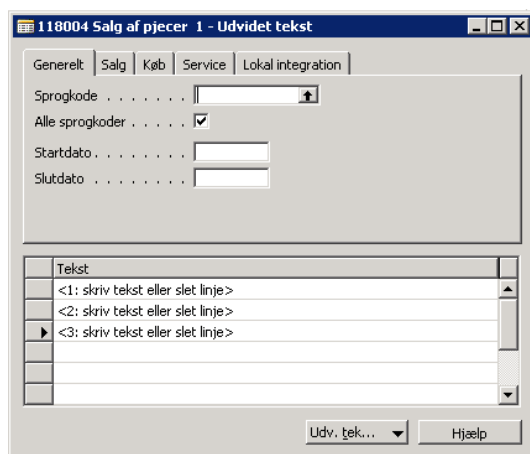 118004 Salg af pjecer 1 - Udvidet tekst
Generelt Salg Køb Service Lokal integration
Sprogkode . . . . . . .
Alle sprogkoder . . . . .
Startdato . . . . . . . .
Slutdato . . . . . . . .
Tekst
<1: skriv tekst eller slet linje>
<2: skriv tekst eller slet linje>
<3: skriv tekst eller slet linje>
Udv. tek... Hjælp